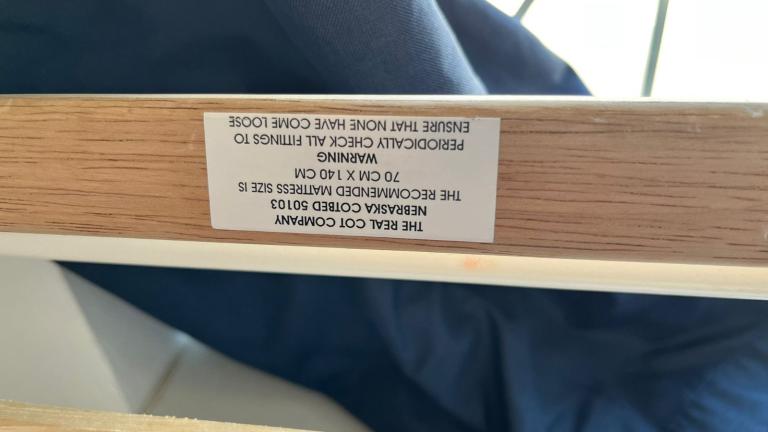 THE REAL COT COMPANY
NEBRASKA COTBED 50103
THE RECOMMENDED MATTRESS SIZE IS
70 CM X 140 CM
WARNING
PERIODICALLY CHECK ALL FITTINGS TO
ENSURE THAT NONE HAVE COME LOOSE